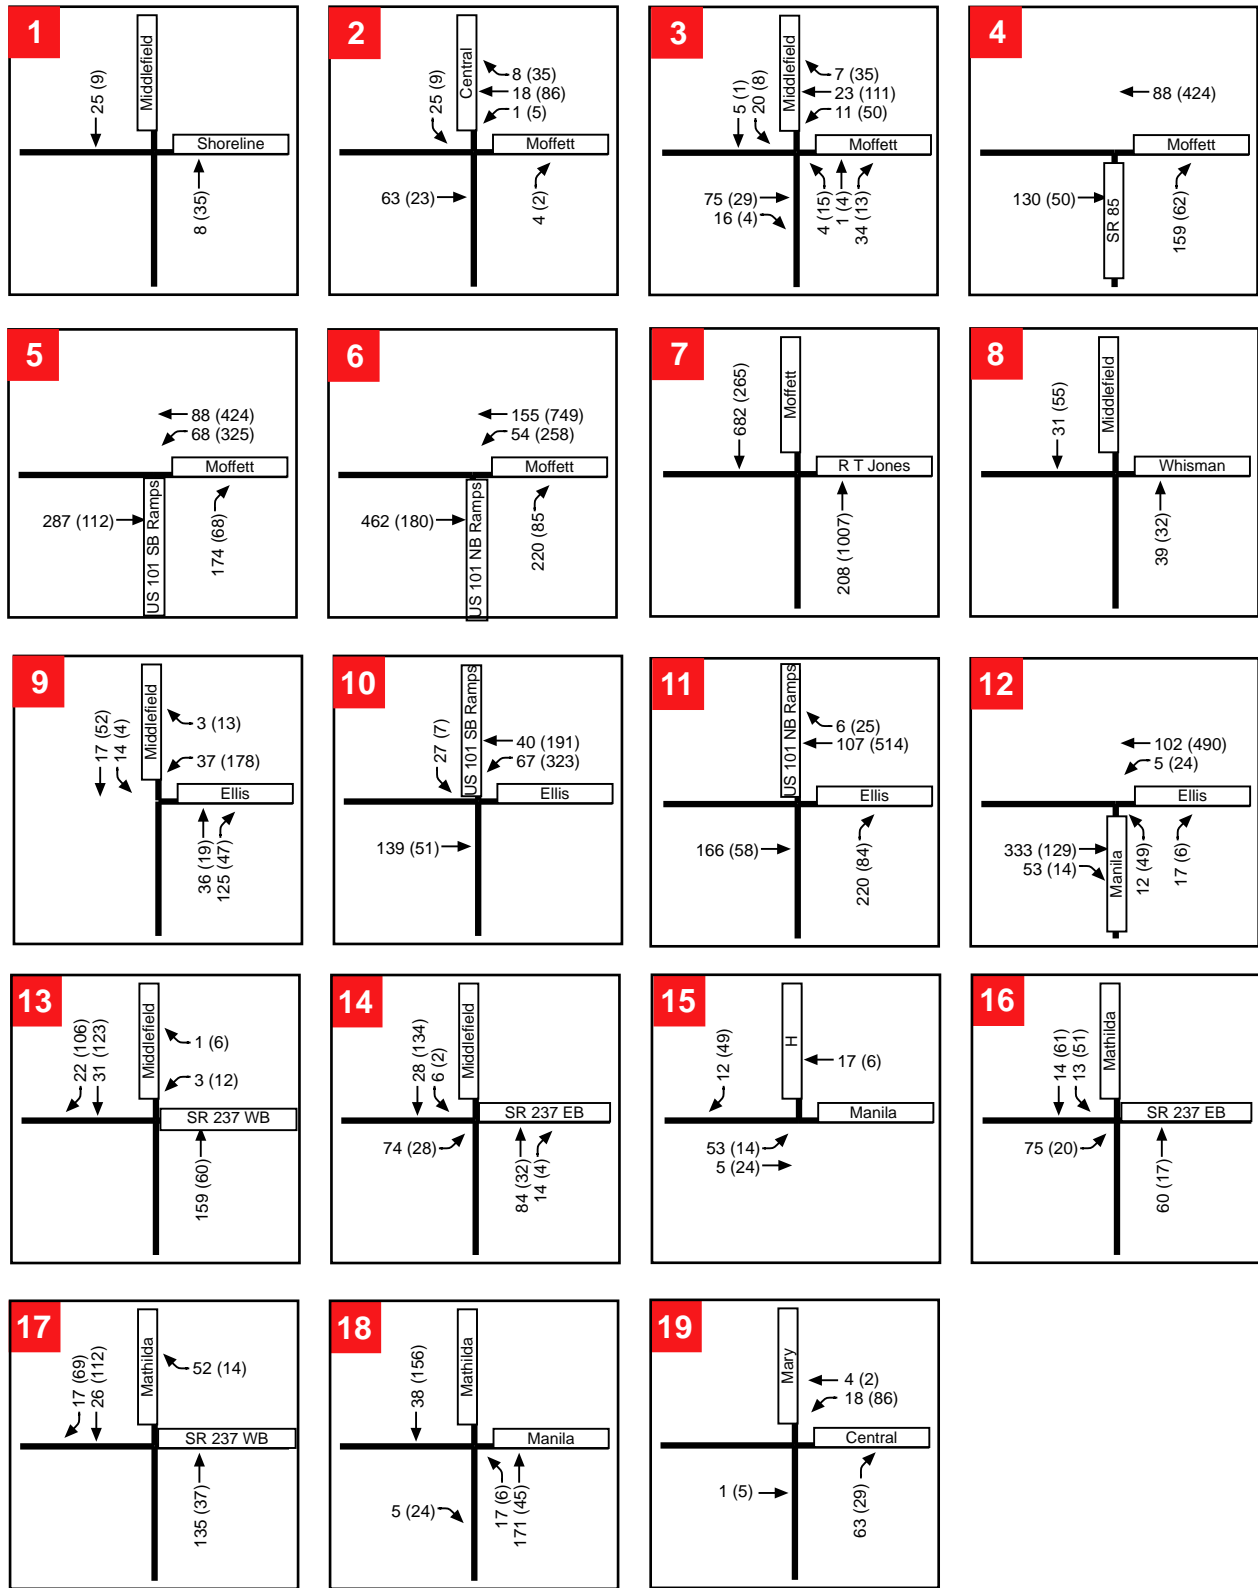 1
Middlefield
25 (9)
Shoreline
8 (35)
2
Central
25 (9)
8 (35)
18 (86)
1 (5)
Moffett
63 (23)
4 (2)
3
Middlefield
5 (1)
20 (8)
7 (35)
23 (111)
11 (50)
Moffett
75 (29)
16 (4)
4 (15)
1 (4)
34 (13)
4
88 (424)
Moffett
130 (50)
SR 85
159 (62)
5
88 (424)
68 (325)
Moffett
287 (112)
US 101 SB Ramps
174 (68)
6
155 (749)
54 (258)
Moffett
462 (180)
US 101 NB Ramps
220 (85)
7
Moffett
682 (265)
R T Jones
208 (1007)
8
Middlefield
31 (55)
Whisman
39 (32)
9
Middlefield
17 (52)
14 (4)
3 (13)
37 (178)
Ellis
36 (19)
125 (47)
10
US 101 SB Ramps
27 (7)
40 (191)
67 (323)
Ellis
139 (51)
11
US 101 NB Ramps
6 (25)
107 (514)
Ellis
166 (58)
220 (84)
12
102 (490)
5 (24)
Ellis
333 (129)
53 (14)
Manila
12 (49)
17 (6)
13
Middlefield
22 (106)
31 (123)
1 (6)
3 (12)
SR 237 WB
159 (60)
14
Middlefield
28 (134)
6 (2)
SR 237 EB
74 (28)
84 (32)
14 (4)
15
H
12 (49)
17 (6)
Manila
53 (14)
5 (24)
16
Mathilda
14 (61)
13 (51)
SR 237 EB
75 (20)
60 (17)
17
Mathilda
17 (69)
26 (112)
52 (14)
SR 237 WB
135 (37)
18
Mathilda
38 (156)
Manila
5 (24)
17 (6)
171 (45)
19
Mary
4 (2)
18 (86)
Central
1 (5)
63 (29)